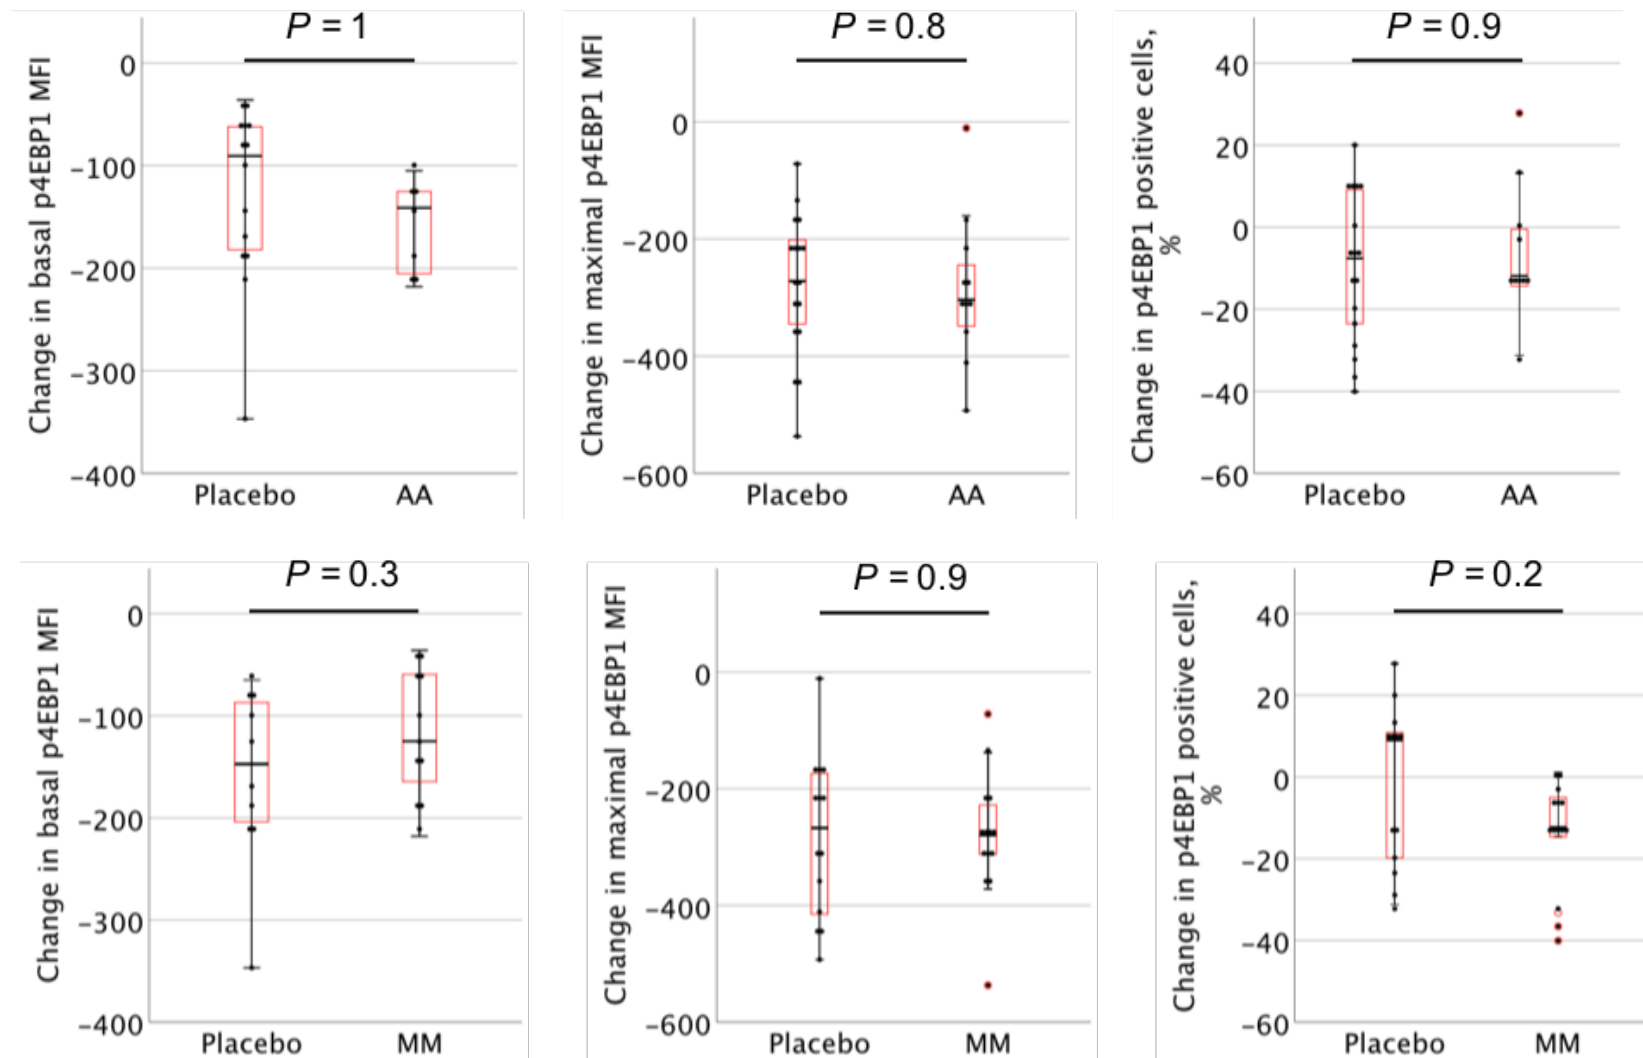 P = 1
Change in basal p4EBP1 MFI
0
−100
−200
−300
−400
Placebo AA
P = 0.8
Change in maximal p4EBP1 MFI
0
−200
−400
−600
Placebo AA
P = 0.9
Change in p4EBP1 positive cells,
%
40
20
0
−20
−40
−60
Placebo AA
P = 0.3
Change in basal p4EBP1 MFI
0
−100
−200
−300
−400
Placebo MM
P = 0.9
Change in maximal p4EBP1 MFI
0
−200
−400
−600
Placebo MM
P = 0.2
Change in p4EBP1 positive cells,
%
40
20
0
−20
−40
−60
Placebo MM